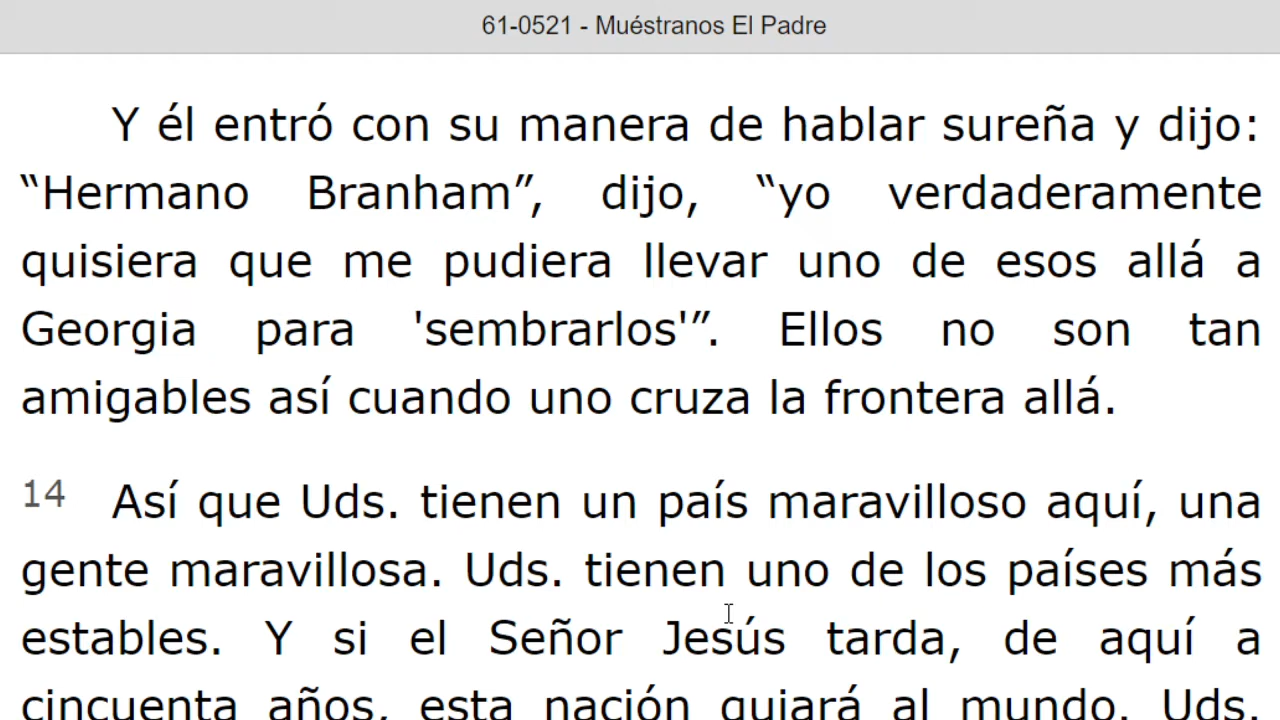 61-0521 - Muéstranos El Padre
Y él entró con su manera de hablar sureña y dijo:
“Hermano Branham”, dijo, “yo verdaderamente
quisiera que me pudiera llevar uno de esos allá a
Georgia para 'sembrarlos'”. Ellos no son tan
amigables así cuando uno cruza la frontera allá.
14 Así que Uds. tienen un país maravilloso aquí, una
gente maravillosa. Uds. tienen uno de los países más
estables. Y si el Señor Jesús tarda, de aquí a
cincuenta años, esta nación guiará al mundo. Uds.